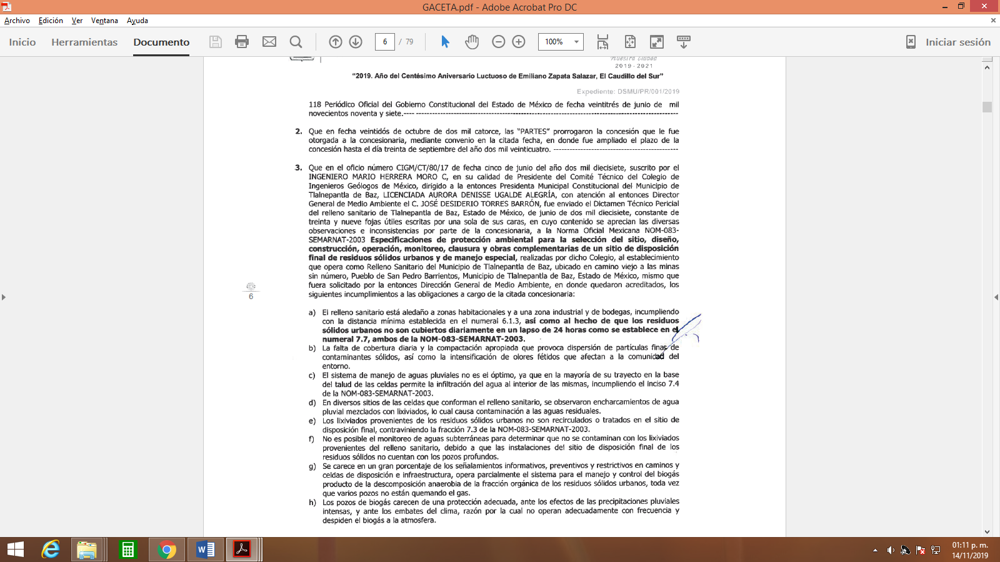 GACETA.pdf - Adobe Acrobat Pro DC
Archivo Edición Ver Ventana Ayuda
Inicio Herramientas Documento 6 / 79 100% Iniciar sesión
Nuestra Ciudad
2019 - 2021
"2019. Año del Centésimo Aniversario Luctuoso de Emiliano Zapata Salazar, El Caudillo del Sur"
Expediente: DSMU/PR/001/2019
118 Periódico Oficial del Gobierno Constitucional del Estado de México de fecha veintitrés de junio de mil
novecientos noventa y siete.---- ----------------------------------------------------------------------------------------------------
2. Que en fecha veintidós de octubre de dos mil catorce, las "PARTES" prorrogaron la concesión que le fue
otorgada a la concesionaria, mediante convenio en la citada fecha, en donde fue ampliado el plazo de la
concesión hasta el día treinta de septiembre del año dos mil veinticuatro. -----------------------------------------------
3. Que en el oficio número CIGM/CT/80/17 de fecha cinco de junio del año dos mil diecisiete, suscrito por el
INGENIERO MARIO HERRERA MORO C, en su calidad de Presidente del Comité Técnico del Colegio de
Ingenieros Geólogos de México, dirigido a la entonces Presidenta Municipal Constitucional del Municipio de
Tlalnepantla de Baz, LICENCIADA AURORA DENISSE UGALDE ALEGRÍA, con atención al entonces Director
General de Medio Ambiente el C. JOSÉ DESIDERIO TORRES BARRÓN, fue enviado el Dictamen Técnico Pericial
del relleno sanitario de Tlalnepantla de Baz, Estado de México, de junio de dos mil diecisiete, constante de
treinta y nueve fojas útiles escritas por una sola de sus caras, en cuyo contenido se aprecian las diversas
observaciones e inconsistencias por parte de la concesionaria, a la Norma Oficial Mexicana NOM-083-
SEMARNAT-2003 Especificaciones de protección ambiental para la selección del sitio, diseño,
construcción, operación, monitoreo, clausura y obras complementarias de un sitio de disposición
final de residuos sólidos urbanos y de manejo especial, realizadas por dicho Colegio, al establecimiento
que opera como Relleno Sanitario del Municipio de Tlalnepantla de Baz, ubicado en camino viejo a las minas
sin número, Pueblo de San Pedro Barrientos, Municipio de Tlalnepantla de Baz, Estado de México, mismo que
fuera solicitado por la entonces Dirección General de Medio Ambiente, en donde quedaron acreditados, los
siguientes incumplimientos a las obligaciones a cargo de la citada concesionaria:
6
a) El relleno sanitario está aledaño a zonas habitacionales y a una zona industrial y de bodegas, incumpliendo
con la distancia mínima establecida en el numeral 6.1.3, así como al hecho de que los residuos
sólidos urbanos no son cubiertos diariamente en un lapso de 24 horas como se establece en el
numeral 7.7, ambos de la NOM-083-SEMARNAT-2003.
b) La falta de cobertura diaria y la compactación apropiada que provoca dispersión de partículas finas de
contaminantes sólidos, así como la intensificación de olores fétidos que afectan a la comunidad del
entorno.
c) El sistema de manejo de aguas pluviales no es el óptimo, ya que en la mayoría de su trayecto en la base
del talud de las celdas permite la infiltración del agua al interior de las mismas, incumpliendo el inciso 7.4
de la NOM-083-SEMARNAT-2003.
d) En diversos sitios de las celdas que conforman el relleno sanitario, se observaron encharcamientos de agua
pluvial mezclados con lixiviados, lo cual causa contaminación a las aguas residuales.
e) Los lixiviados provenientes de los residuos sólidos urbanos no son recirculados o tratados en el sitio de
disposición final, contraviniendo la fracción 7.3 de la NOM-083-SEMARNAT-2003.
f) No es posible el monitoreo de aguas subterráneas para determinar que no se contaminan con los lixiviados
provenientes del relleno sanitario, debido a que las instalaciones del sitio de disposición final de los
residuos sólidos no cuentan con los pozos profundos.
g) Se carece en un gran porcentaje de los señalamientos informativos, preventivos y restrictivos en caminos y
celdas de disposición e infraestructura, opera parcialmente el sistema para el manejo y control del biogás
producto de la descomposición anaerobia de la fracción orgánica de los residuos sólidos urbanos, toda vez
que varios pozos no están quemando el gas.
h) Los pozos de biogás carecen de una protección adecuada, ante los efectos de las precipitaciones pluviales
intensas, y ante los embates del clima, razón por la cual no operan adecuadamente con frecuencia y
despiden el biogás a la atmosfera.
01:11 p. m.
14/11/2019